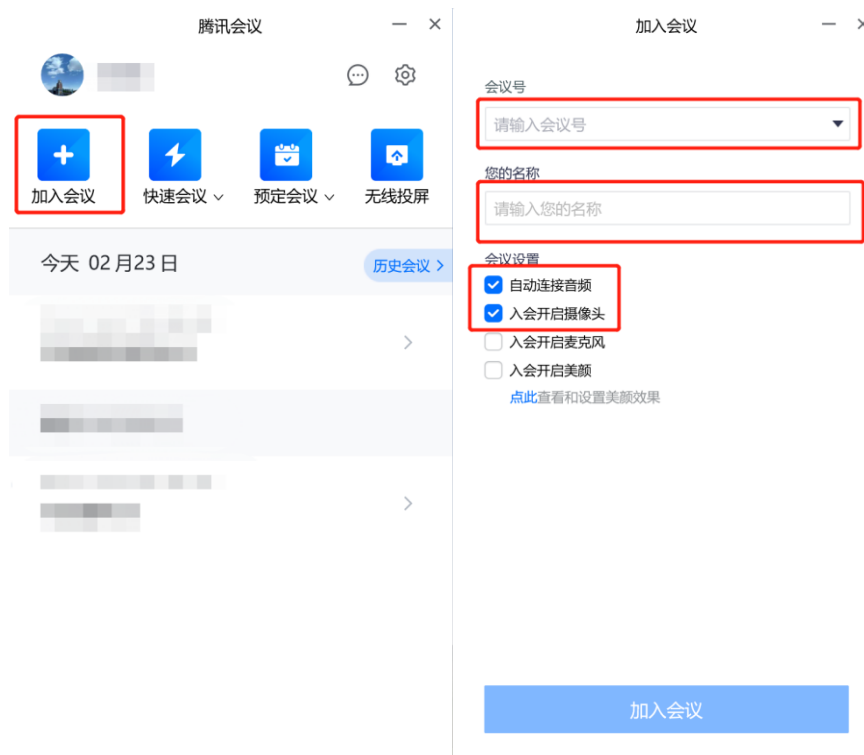 腾讯会议
加入会议
快速会议
预定会议
无线投屏
今天 02月23日
历史会议
加入会议
会议号
请输入会议号
您的名称
请输入您的名称
会议设置
自动连接音频
入会开启摄像头
入会开启麦克风
入会开启美颜
点此查看和设置美颜效果
加入会议